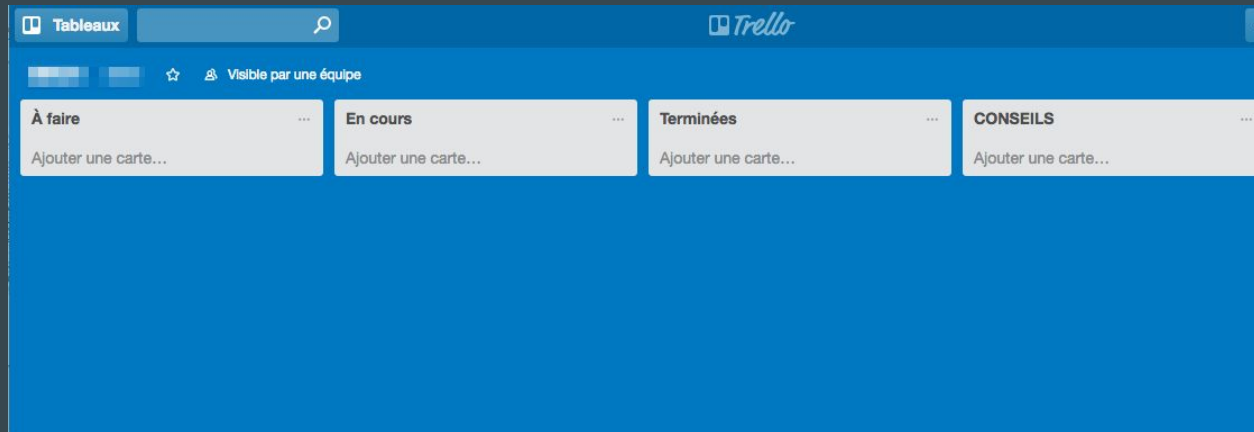 Tableaux
Trello
Visible par une équipe
À faire
En cours
Terminées
CONSEILS
Ajouter une carte…
Ajouter une carte…
Ajouter une carte…
Ajouter une carte…